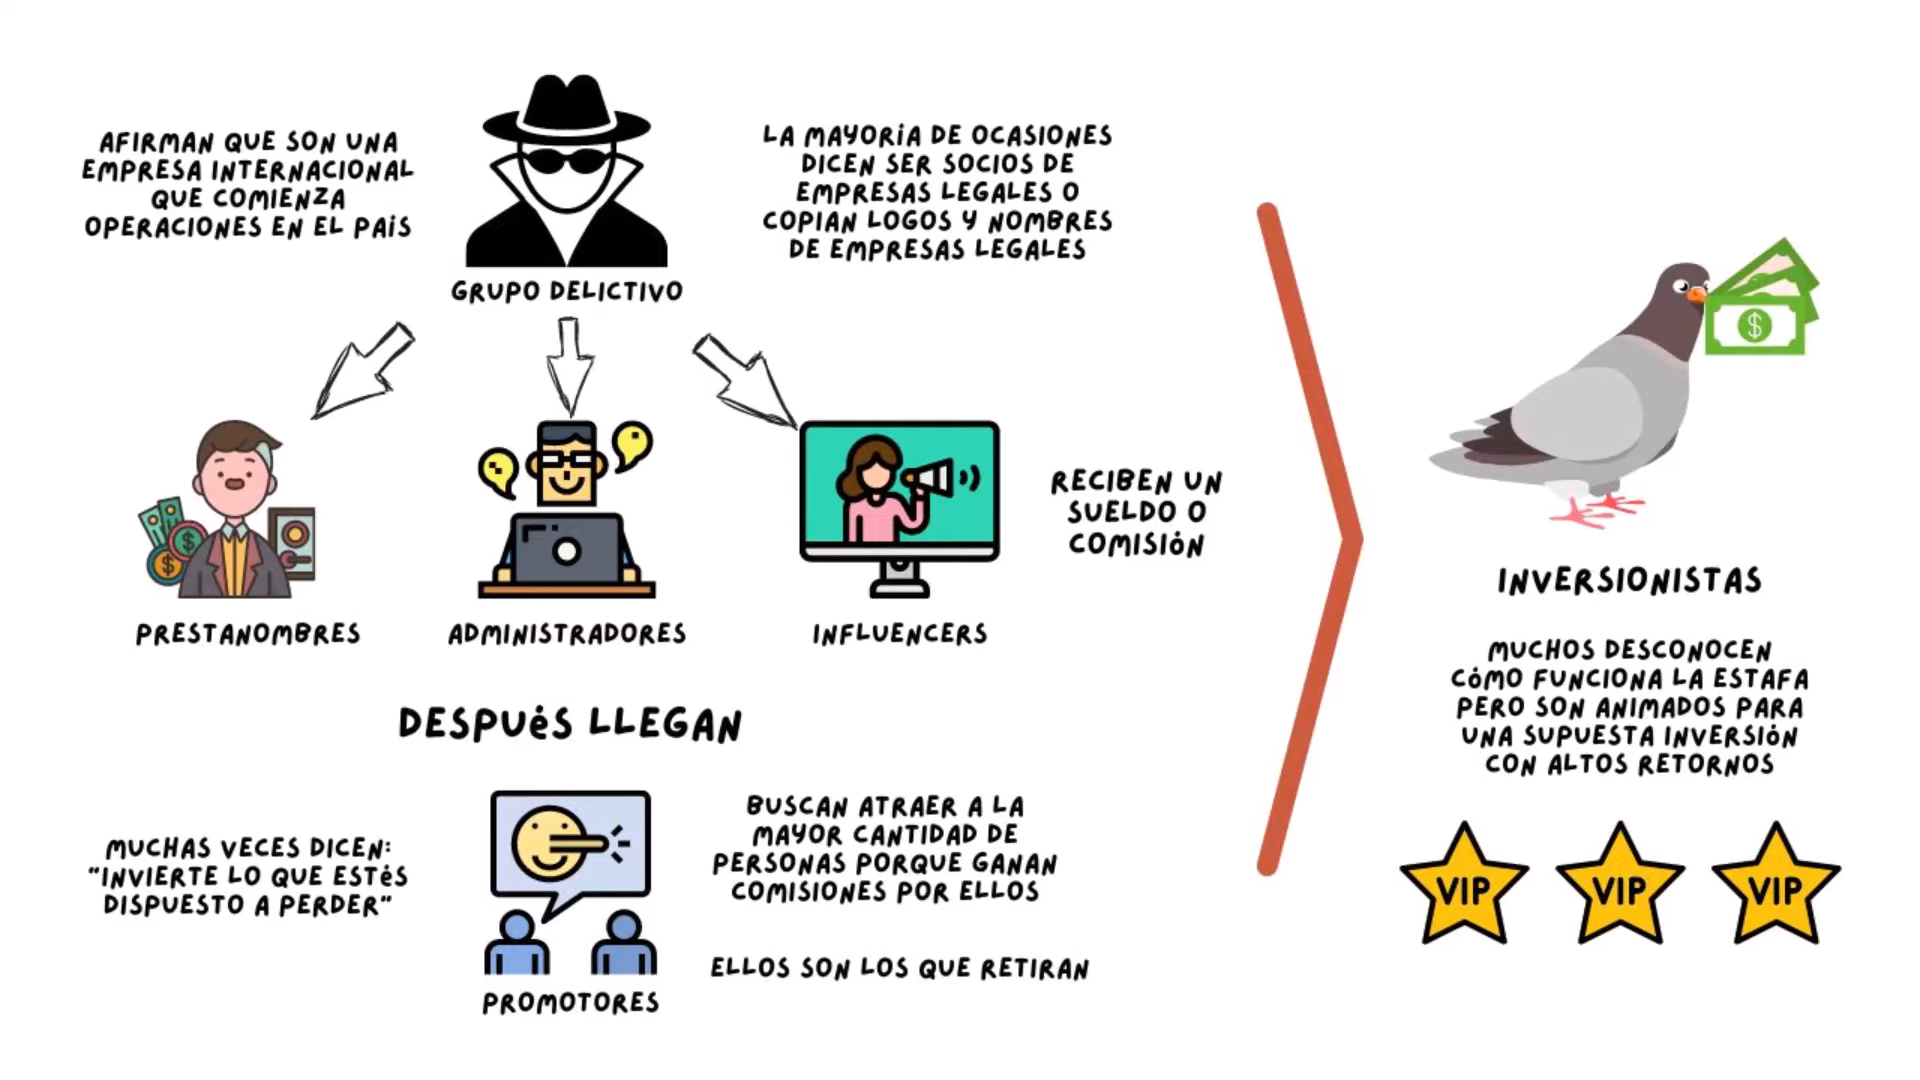 AFIRMAN QUE SON UNA
EMPRESA INTERNACIONAL
QUE COMIENZA
OPERACIONES EN EL PAÍS
GRUPO DELICTIVO
LA MAYORÍA DE OCASIONES
DICEN SER SOCIOS DE
EMPRESAS LEGALES O
COPIAN LOGOS Y NOMBRES
DE EMPRESAS LEGALES
PRESTANOMBRES
ADMINISTRADORES
INFLUENCERS
RECIBEN UN
SUELDO O
COMISIÓN
DESPUÉS LLEGAN
MUCHAS VECES DICEN:
"INVIERTE LO QUE ESTÉS
DISPUESTO A PERDER"
PROMOTORES
BUSCAN ATRAER A LA
MAYOR CANTIDAD DE
PERSONAS PORQUE GANAN
COMISIONES POR ELLOS
ELLOS SON LOS QUE RETIRAN
INVERSIONISTAS
MUCHOS DESCONOCEN
CÓMO FUNCIONA LA ESTAFA
PERO SON ANIMADOS PARA
UNA SUPUESTA INVERSIÓN
CON ALTOS RETORNOS
VIP VIP VIP